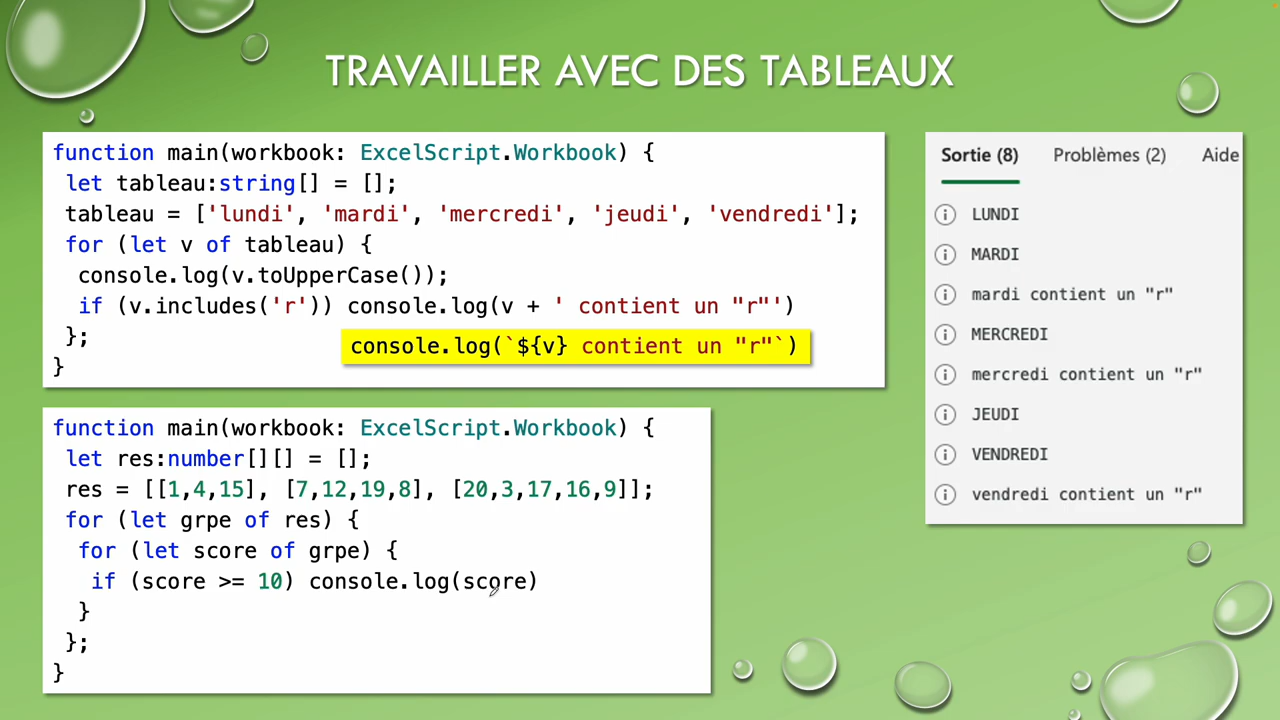 TRAVAILLER AVEC DES TABLEAUX
function main(workbook: ExcelScript.Workbook) {
let tableau:string[] = [];
tableau = ['lundi', 'mardi', 'mercredi', 'jeudi', 'vendredi'];
for (let v of tableau) {
console.log(v.toUpperCase());
if (v.includes('r')) console.log(v + ' contient un "r"')
};
console.log(`${v} contient un "r"`)
}
function main(workbook: ExcelScript.Workbook) {
let res:number[][] = [];
res = [[1,4,15], [7,12,19,8], [20,3,17,16,9]];
for (let grpe of res) {
for (let score of grpe) {
if (score >= 10) console.log(score)
}
};
}
Sortie (8) Problèmes (2) Aide
LUNDI
MARDI
mardi contient un "r"
MERCREDI
mercredi contient un "r"
JEUDI
VENDREDI
vendredi contient un "r"